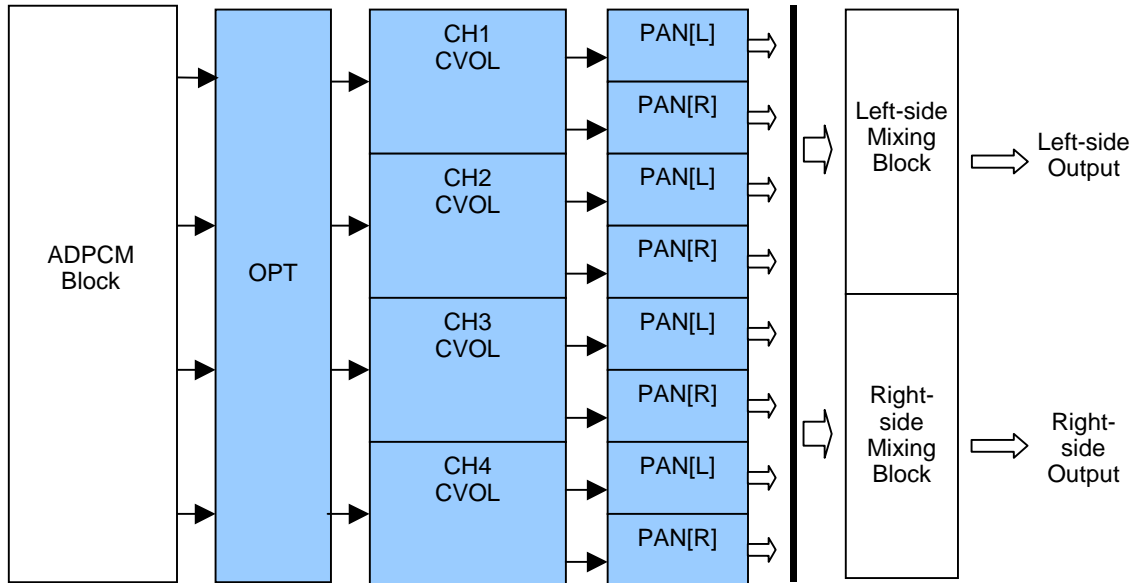 ADPCM
Block
OPT
CH1
CVOL
CH2
CVOL
CH3
CVOL
CH4
CVOL
PAN[L]
PAN[R]
PAN[L]
PAN[R]
PAN[L]
PAN[R]
PAN[L]
PAN[R]
Left-side
Mixing
Block
Right-
side
Mixing
Block
Left-side
Output
Right-
side
Output